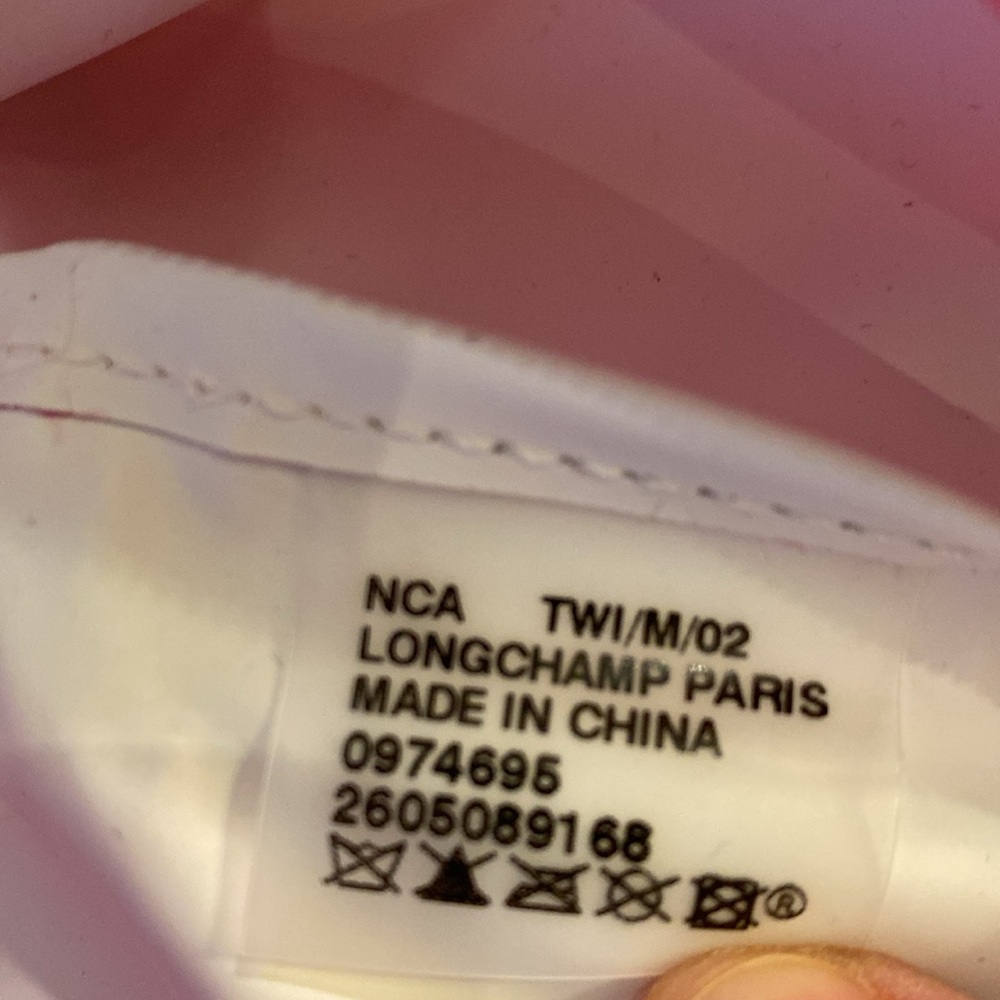 NCA TWI/M/02
LONGCHAMP PARIS
MADE IN CHINA
0974695
2605089168
®